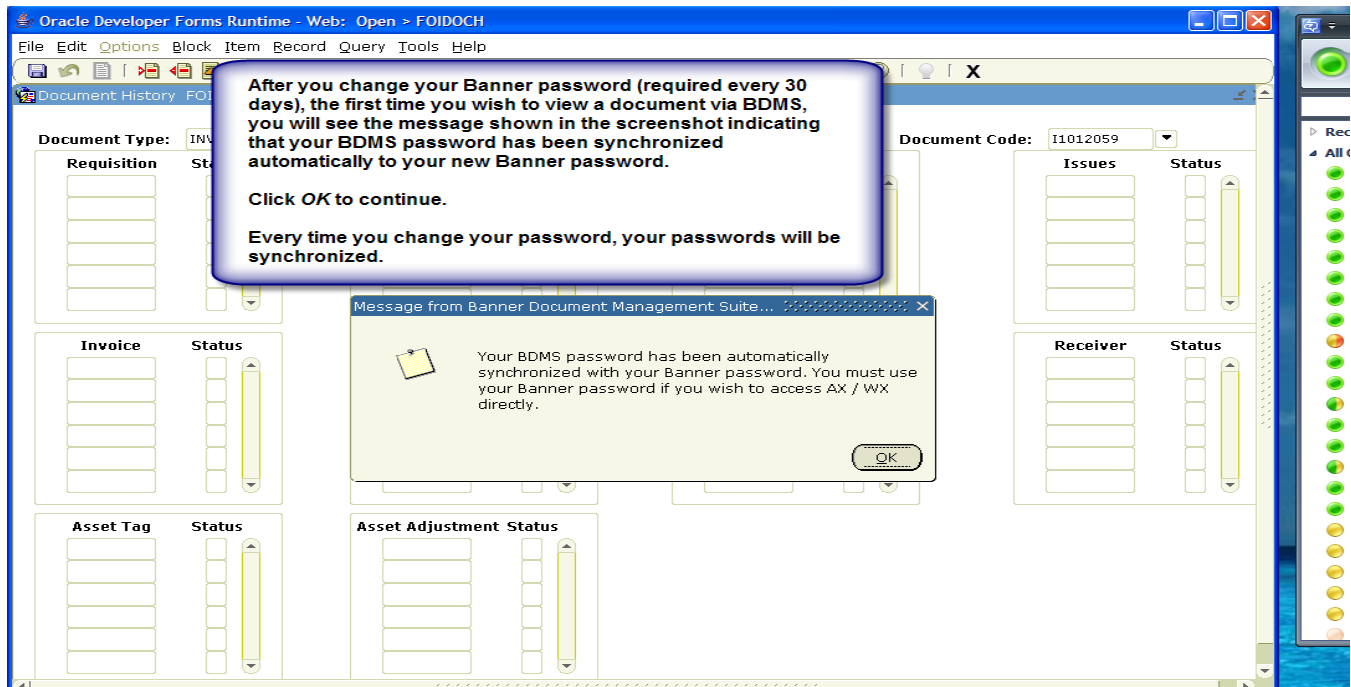 Oracle Developer Forms Runtime - Web: Open > FOIDOCH
File Edit Options Block Item Record Query Tools Help
X
After you change your Banner password (required every 30
days), the first time you wish to view a document via BDMS,
you will see the message shown in the screenshot indicating
that your BDMS password has been synchronized
automatically to your new Banner password.
Click OK to continue.
Every time you change your password, your passwords will be
synchronized.
Document History
Document Type: Document Code: I1012059
Requisition Issues Status
Message from Banner Document Management Suite...
Your BDMS password has been automatically
synchronized with your Banner password. You must use
your Banner password if you wish to access AX / WX
directly.
OK
Invoice Status Receiver Status
Asset Tag Status Asset Adjustment Status